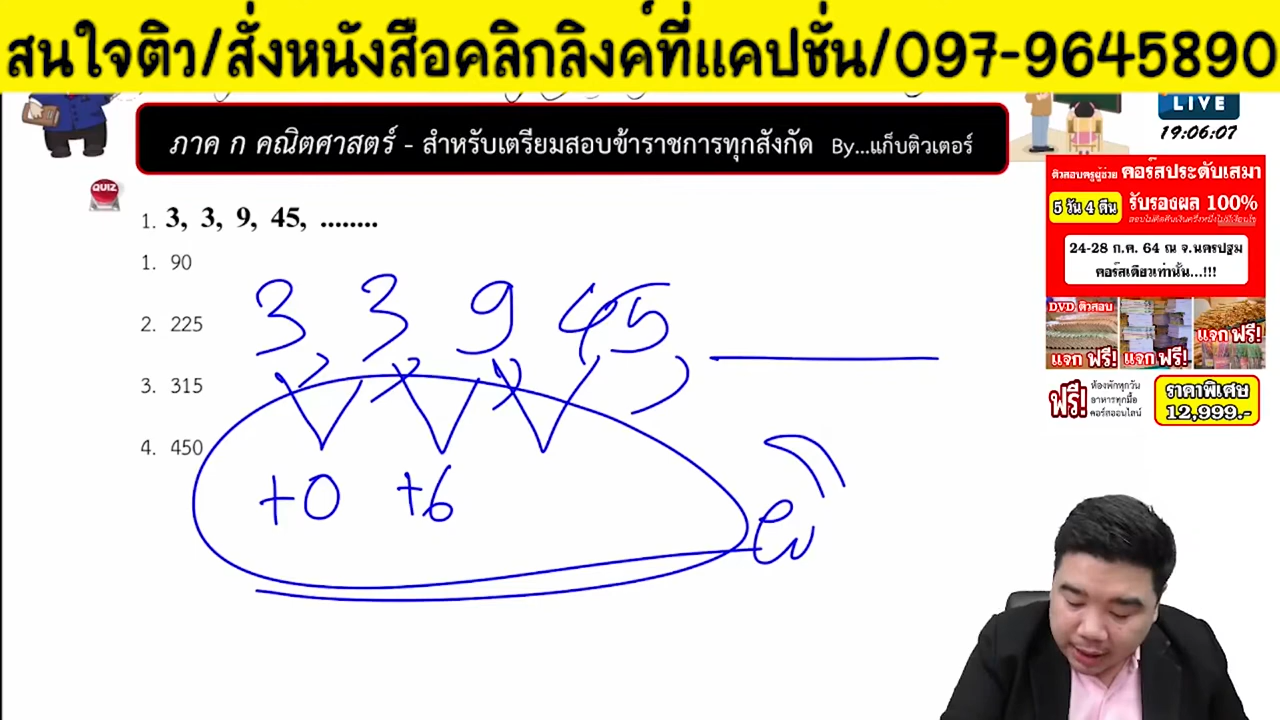 สนใจติว/สั่งหนังสือคลิกลิงค์ที่แคปชั่น/097-9645890
LIVE
19:06:07
ภาค ก คณิตศาสตร์ - สำหรับเตรียมสอบข้าราชการทุกสังกัด By...แก็บติวเตอร์
ติวสอบครูผู้ช่วย คอร์สประดับเสมา
5 วัน 4 คืน รับรองผล 100%
24-28 ก.ค. 64 ณ จ.นครปฐม
คอร์สเดียวเท่านั้น...!!!
DVD ติวสอบ
แจก ฟรี! แจก ฟรี! แจก ฟรี!
ฟรี! ห้องพักทุกวัน
อาหารทุกมื้อ
คอร์สออนไลน์
ราคาพิเศษ
12,999.-
QUIZ
1. 3, 3, 9, 45, ........
1. 90
2. 225
3. 315
4. 450
3, 3, 9, 45,
+0 +6